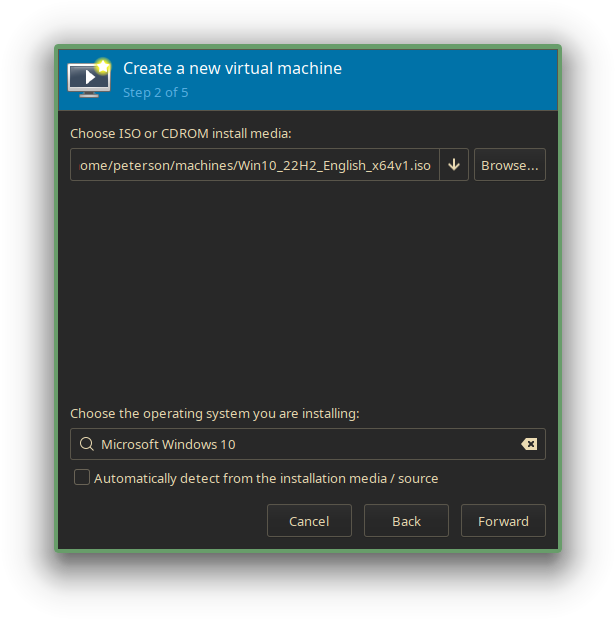 Create a new virtual machine
Step 2 of 5
Choose ISO or CDROM install media:
ome/peterson/machines/Win10_22H2_English_x64v1.iso
Browse...
Choose the operating system you are installing:
Microsoft Windows 10
Automatically detect from the installation media / source
Cancel Back Forward